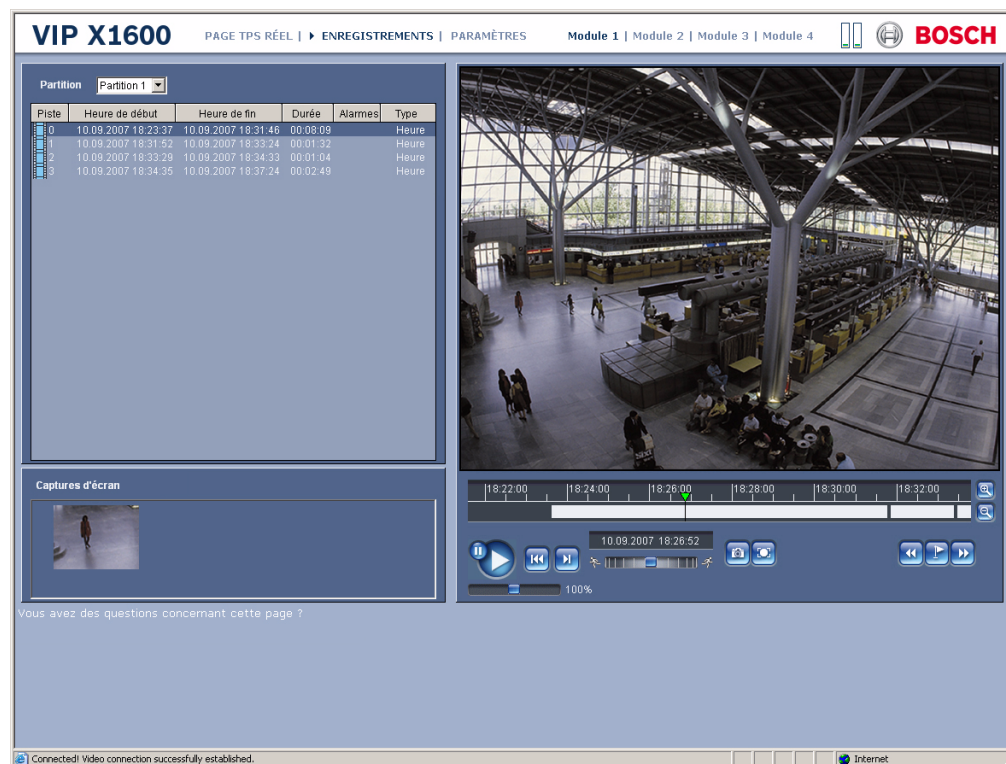 VIP X1600 PAGE TPS RÉEL | ENREGISTREMENTS | PARAMÈTRES Module 1 | Module 2 | Module 3 | Module 4 BOSCH
Partition Partition 1
Piste Heure de début Heure de fin Durée Alarmes Type
0 10.09.2007 18:23:37 10.09.2007 18:31:46 00:08:09 Heure
1 10.09.2007 18:31:52 10.09.2007 18:33:24 00:01:32 Heure
2 10.09.2007 18:33:29 10.09.2007 18:34:33 00:01:04 Heure
3 10.09.2007 18:34:35 10.09.2007 18:37:24 00:02:49 Heure
Captures d'écran
18:22:00 18:24:00 18:26:00 18:28:00 18:30:00 18:32:00
10.09.2007 18:26:52
100%
Vous avez des questions concernant cette page ?
Connected! Video connection successfully established. Internet